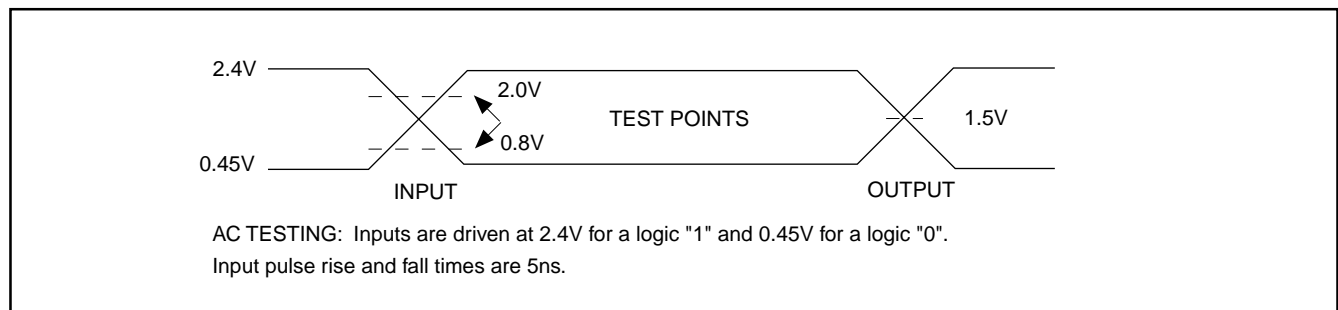 2.4V
2.0V
TEST POINTS
1.5V
0.8V
0.45V
INPUT
OUTPUT
AC TESTING: Inputs are driven at 2.4V for a logic "1" and 0.45V for a logic "0".
Input pulse rise and fall times are 5ns.